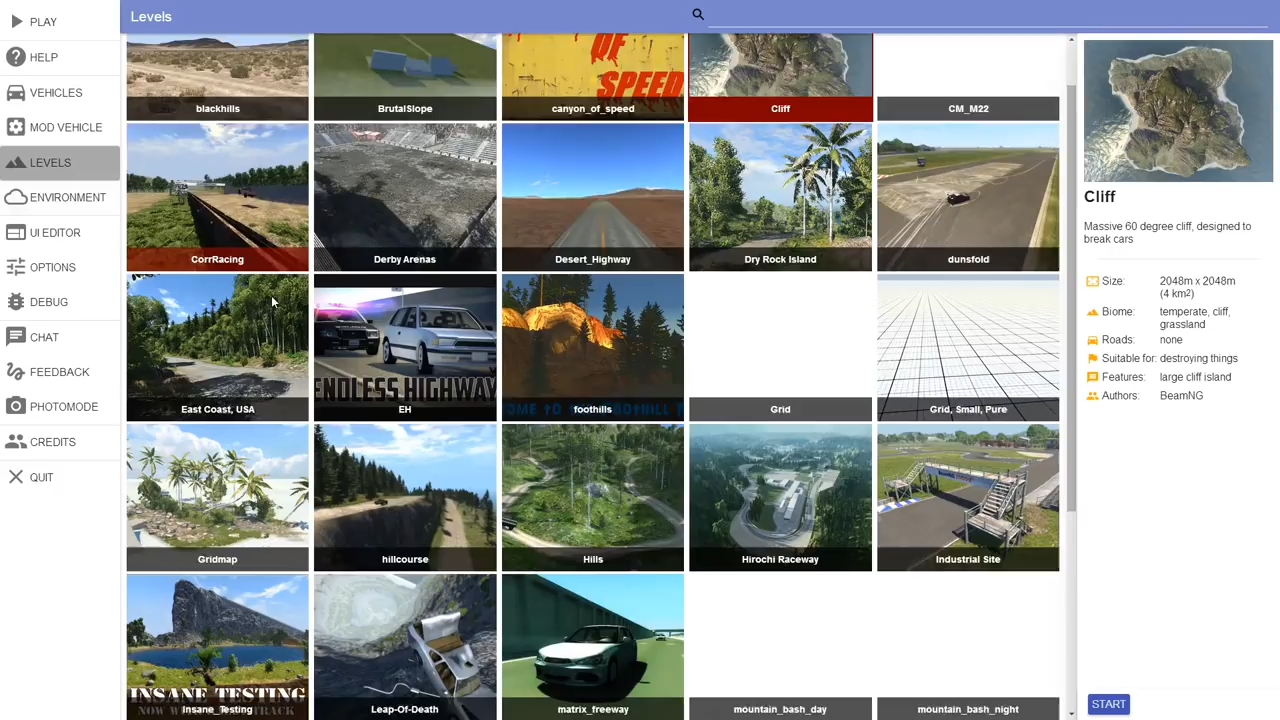 PLAY
HELP
VEHICLES
MOD VEHICLE
LEVELS
ENVIRONMENT
UI EDITOR
OPTIONS
DEBUG
CHAT
FEEDBACK
PHOTOMODE
CREDITS
QUIT
Levels
OF
SPEED
blackhills
BrutalSlope
canyon_of_speed
Cliff
CM_M22
CorrRacing
Derby Arenas
Desert_Highway
Dry Rock Island
dunsfold
ENDLESS HIGHWAY
East Coast, USA
EH
foothills
Grid
Grid, Small, Pure
Gridmap
hillcourse
Hills
Hirochi Raceway
Industrial Site
INSANE TESTING
Insane_Testing
Leap-Of-Death
matrix_freeway
mountain_bash_day
mountain_bash_night
Cliff
Massive 60 degree cliff, designed to
break cars
Size: 2048m x 2048m
(4 km²)
Biome: temperate, cliff,
grassland
Roads: none
Suitable for: destroying things
Features: large cliff island
Authors: BeamNG
START